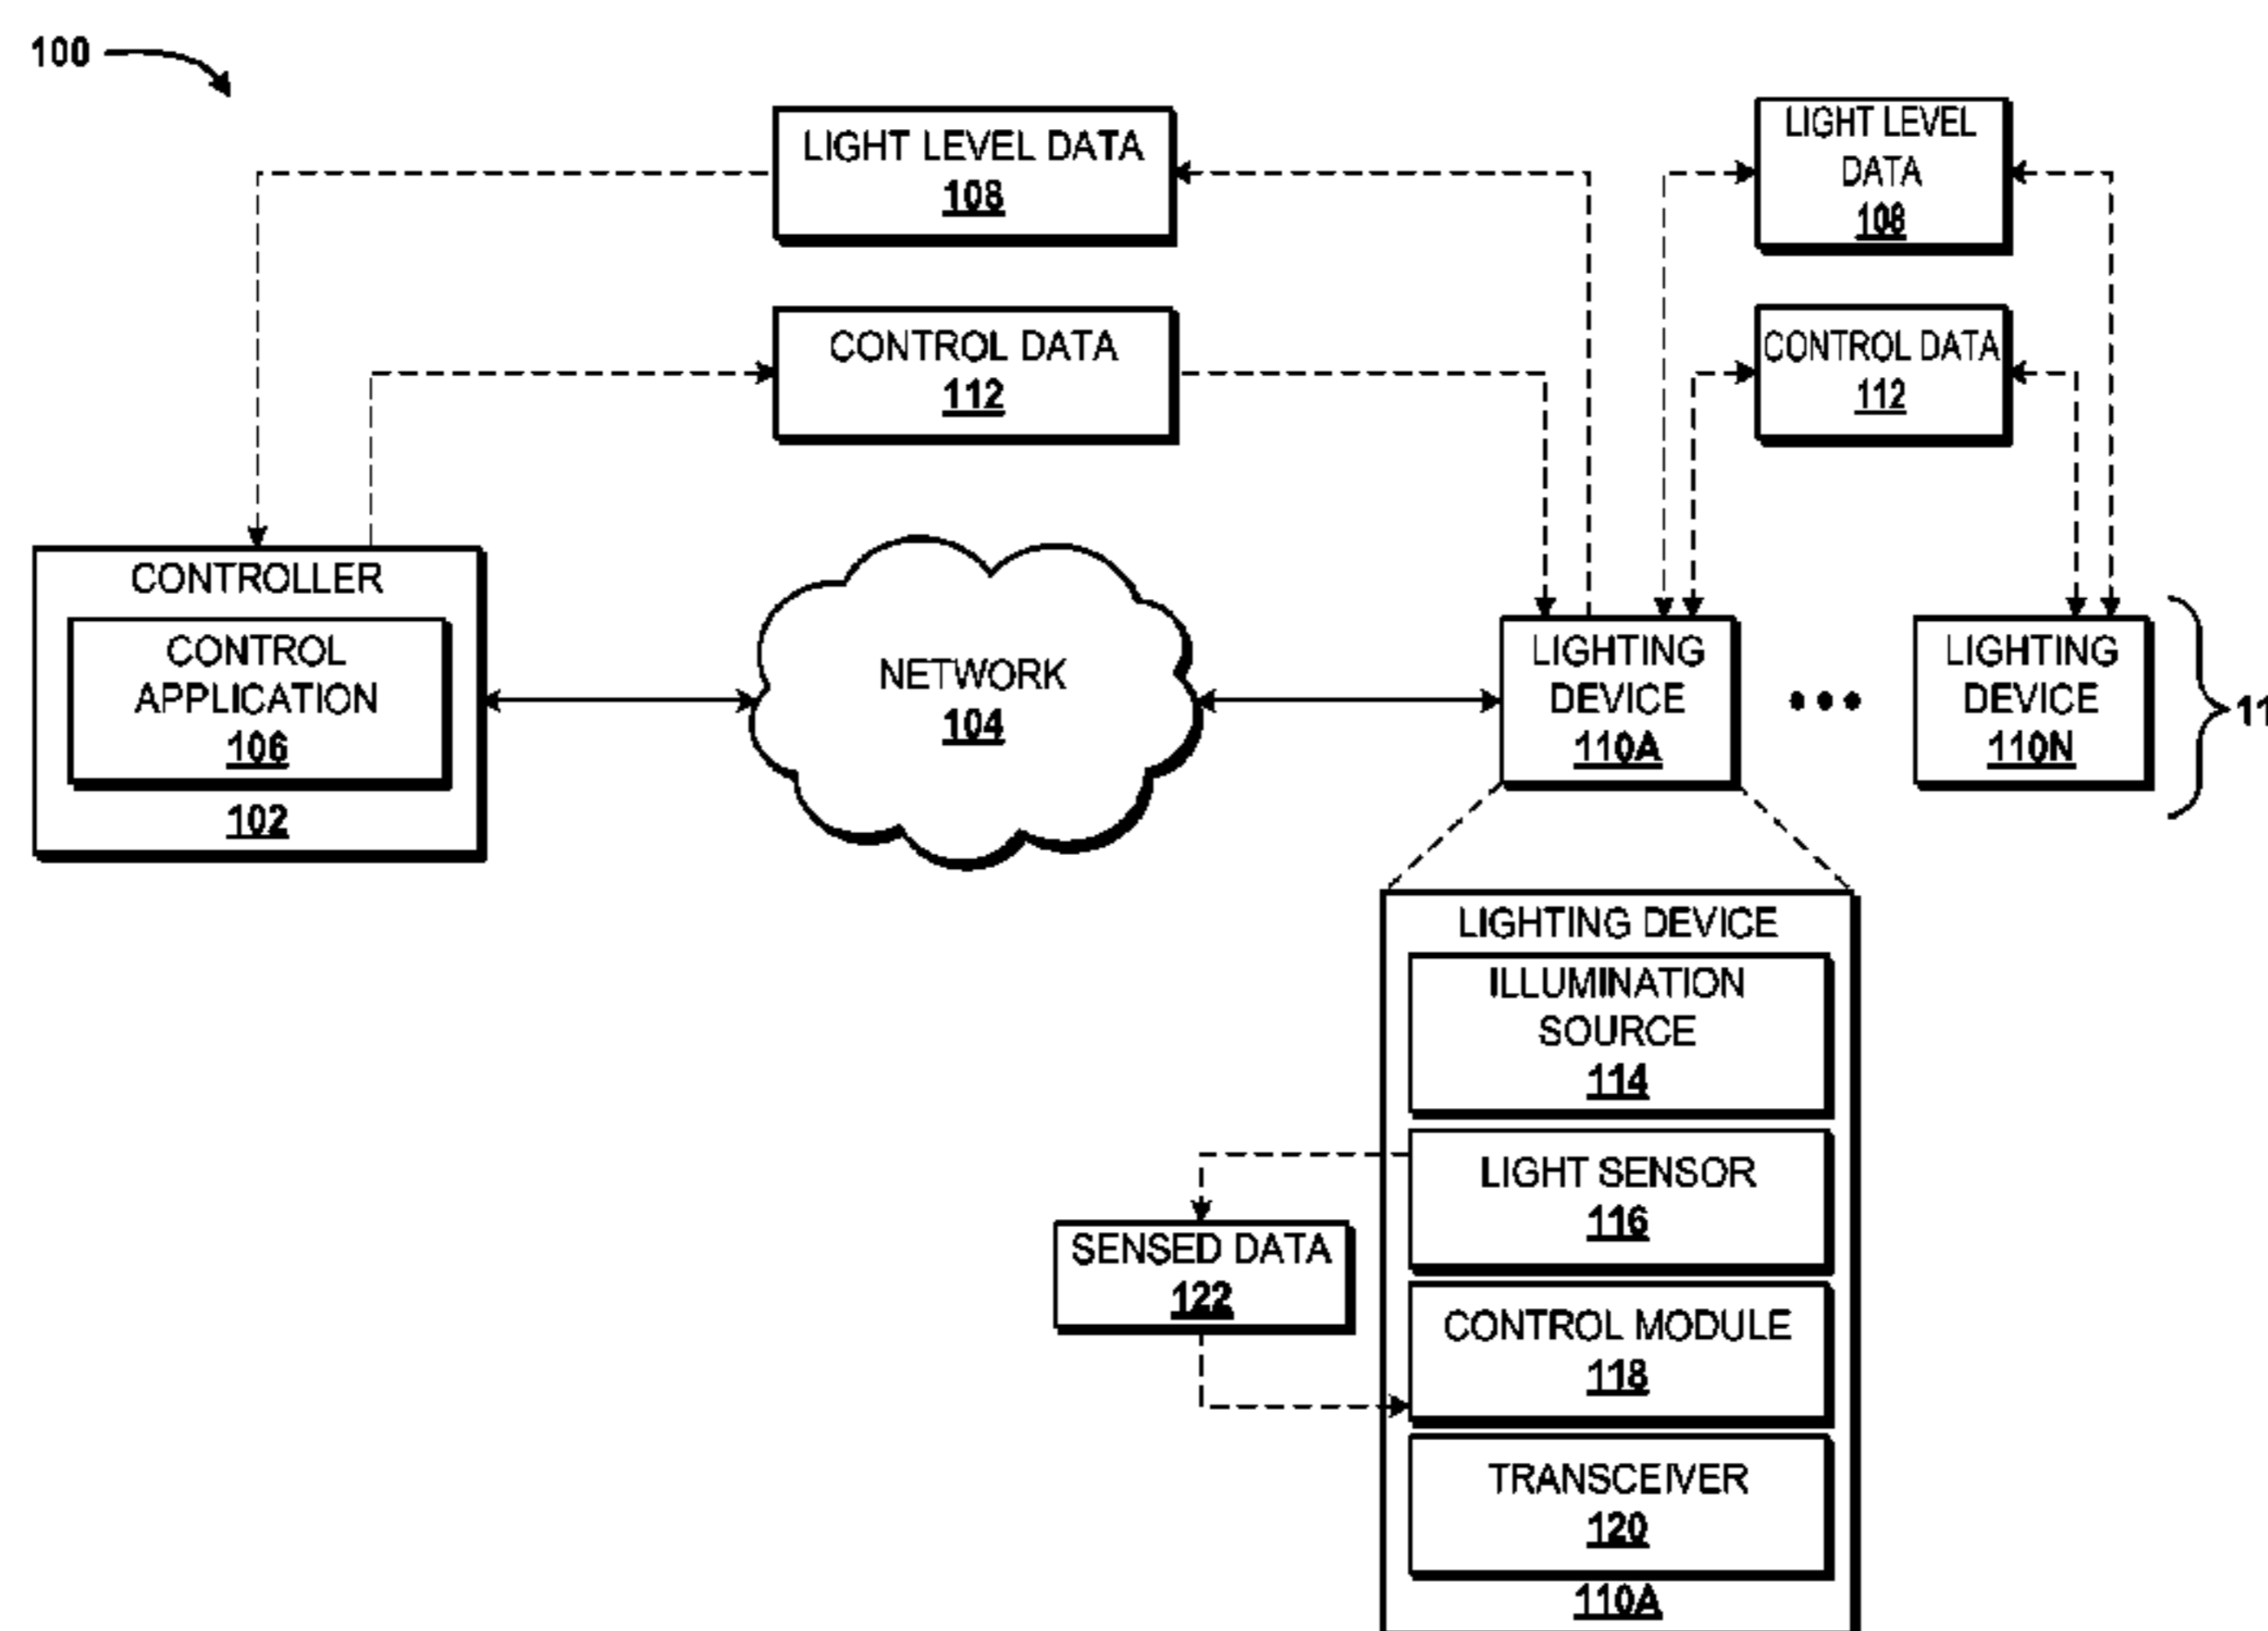 100
LIGHT LEVEL DATA
108
LIGHT LEVEL
DATA
108
CONTROL DATA
112
CONTROL DATA
112
CONTROLLER
CONTROL
APPLICATION
106
102
NETWORK
104
LIGHTING
DEVICE
110A
LIGHTING
DEVICE
110N
11
LIGHTING DEVICE
ILLUMINATION
SOURCE
114
LIGHT SENSOR
116
SENSED DATA
122
CONTROL MODULE
118
TRANSCEIVER
120
110A